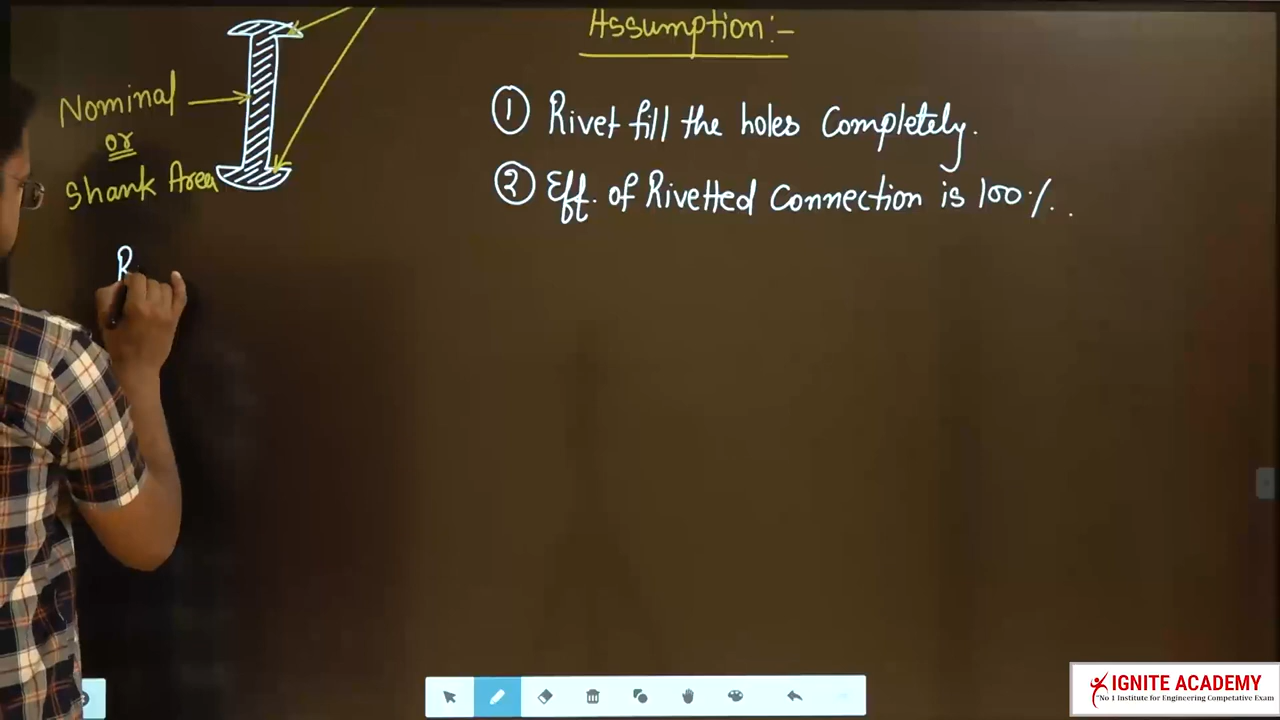 Assumption:-
Nominal
or
Shank Area
① Rivet fill the holes Completely.
② Eff. of Rivetted Connection is 100%.
R
IGNITE ACADEMY
"No 1 Institute for Engineering Competative Exam